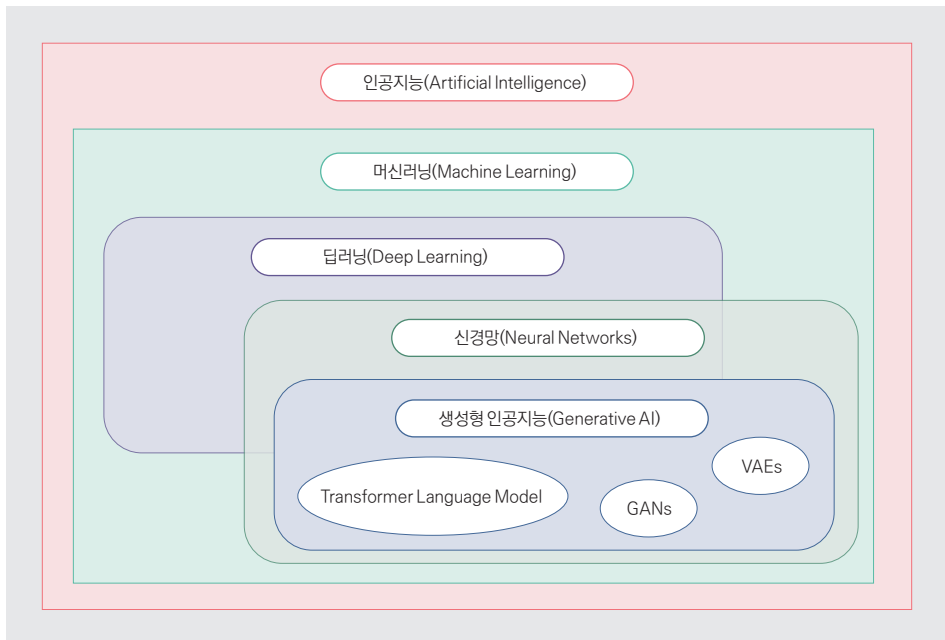 인공지능(Artificial Intelligence)
머신러닝(Machine Learning)
딥러닝(Deep Learning)
신경망(Neural Networks)
생성형 인공지능(Generative AI)
VAEs
Transformer Language Model
GANs